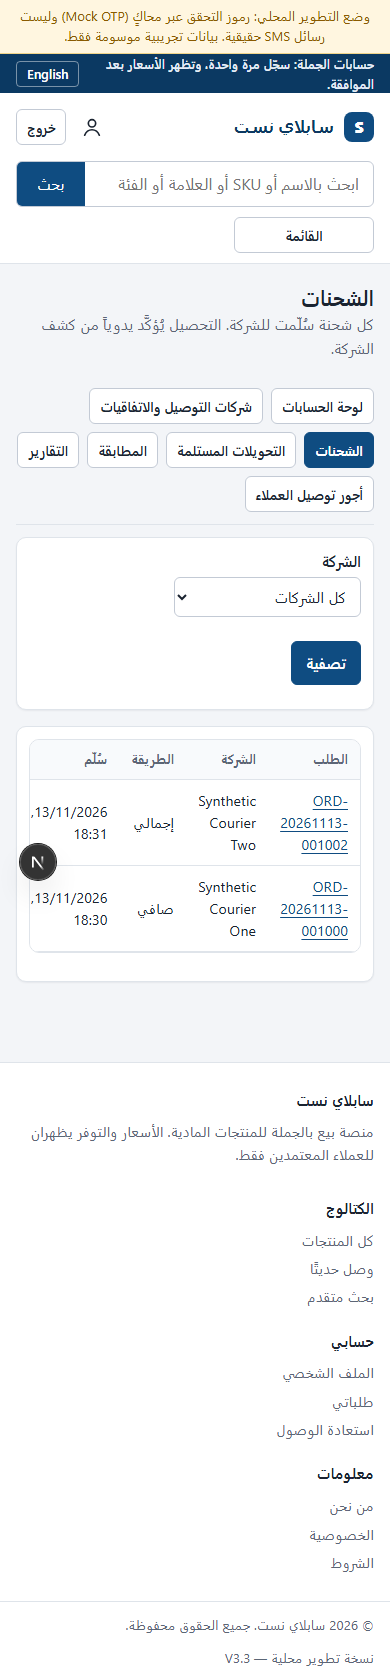 وضع التطوير المحلي: رموز التحقق عبر محاكٍ (Mock OTP) وليست
رسائل SMS حقيقية. بيانات تجريبية موسومة فقط.
حسابات الجملة: سجّل مرة واحدة، وتظهر الأسعار بعد
الموافقة.
English
سابلاي نست
خروج
ابحث بالاسم أو SKU أو العلامة أو الفئة
بحث
القائمة
الشحنات
كل شحنة سُلّمت للشركة. التحصيل يُؤكَّد يدوياً من كشف
الشركة.
لوحة الحسابات
شركات التوصيل والاتفاقيات
الشحنات
التحويلات المستلمة
المطابقة
التقارير
أجور توصيل العملاء
الشركة
كل الشركات
تصفية
الطلب الشركة الطريقة سُلّم
ORD-20261113-001002 Synthetic Courier Two إجمالي 13/11/2026, 18:31
ORD-20261113-001000 Synthetic Courier One صافي 13/11/2026, 18:30
N
سابلاي نست
منصة بيع بالجملة للمنتجات المادية. الأسعار والتوفر يظهران
للعملاء المعتمدين فقط.
الكتالوج
كل المنتجات
وصل حديثًا
بحث متقدم
حسابي
الملف الشخصي
طلباتي
استعادة الوصول
معلومات
من نحن
الخصوصية
الشروط
© 2026 سابلاي نست. جميع الحقوق محفوظة.
نسخة تطوير محلية — V3.3